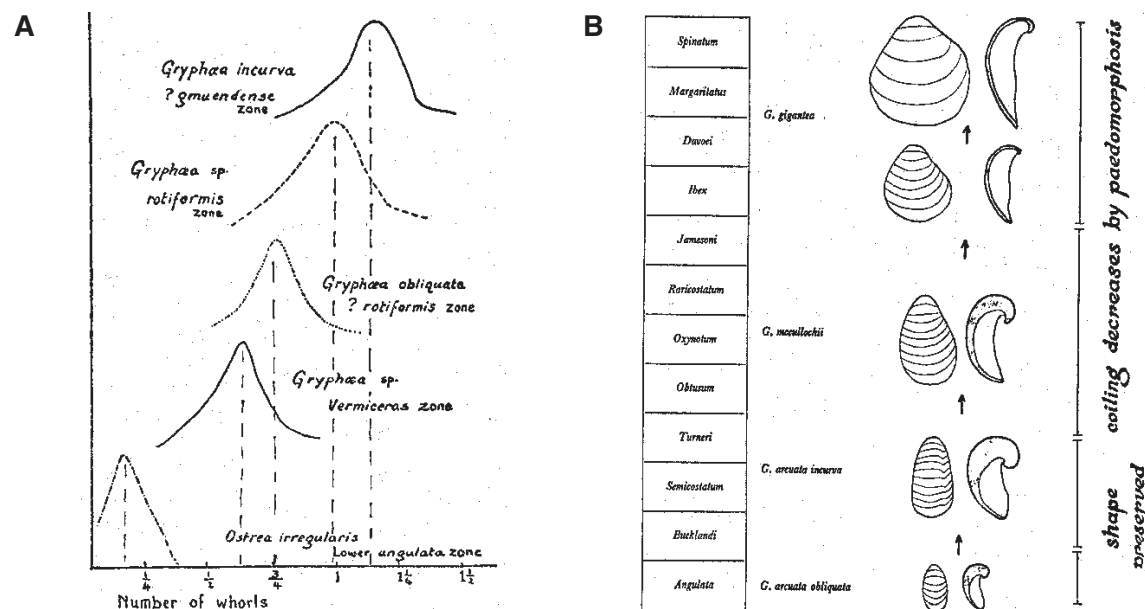 A
Gryphæa incurva
? gmuendense
zone
Gryphæa sp.
rotiformis
zone
Gryphæa obliquata
? rotiformis zone
Gryphæa sp.
Vermiceras zone
Ostrea irregularis
Lower angulata zone
1/4
1/2
3/4
1
1 1/4
1 1/2
Number of whorls
B
Spinatum
Margaritatus
Davoei
Ibex
Jamesoni
Raricostatum
Oxynotum
Obtusum
Turneri
Semicostatum
Bucklandi
Angulata
G. gigantea
G. mccullochii
G. arcuata incurva
G. arcuata obliquata
coiling decreases by paedomorphosis
shape
preserved